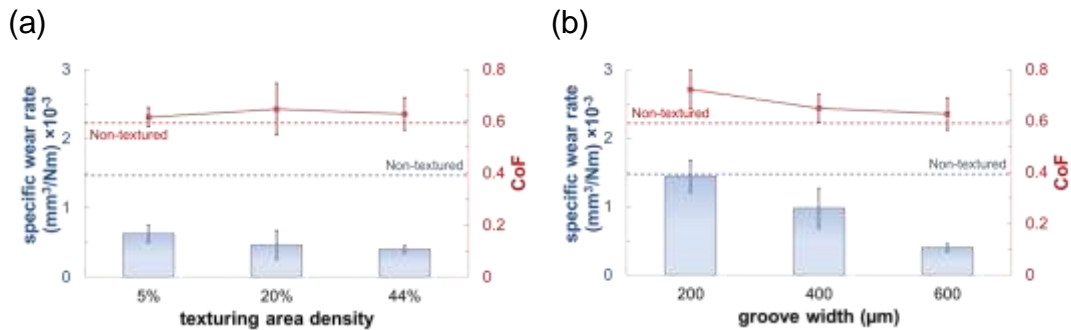 (a)
(b)
specific wear rate
(mm³/Nm) ×10⁻³
3
2
1
0
Non-textured
Non-textured
0.8
0.6
0.4
0.2
0
CoF
5%
20%
44%
texturing area density
specific wear rate
(mm³/Nm) ×10⁻³
3
2
1
0
Non-textured
Non-textured
0.8
0.6
0.4
0.2
0
CoF
200
400
600
groove width (µm)